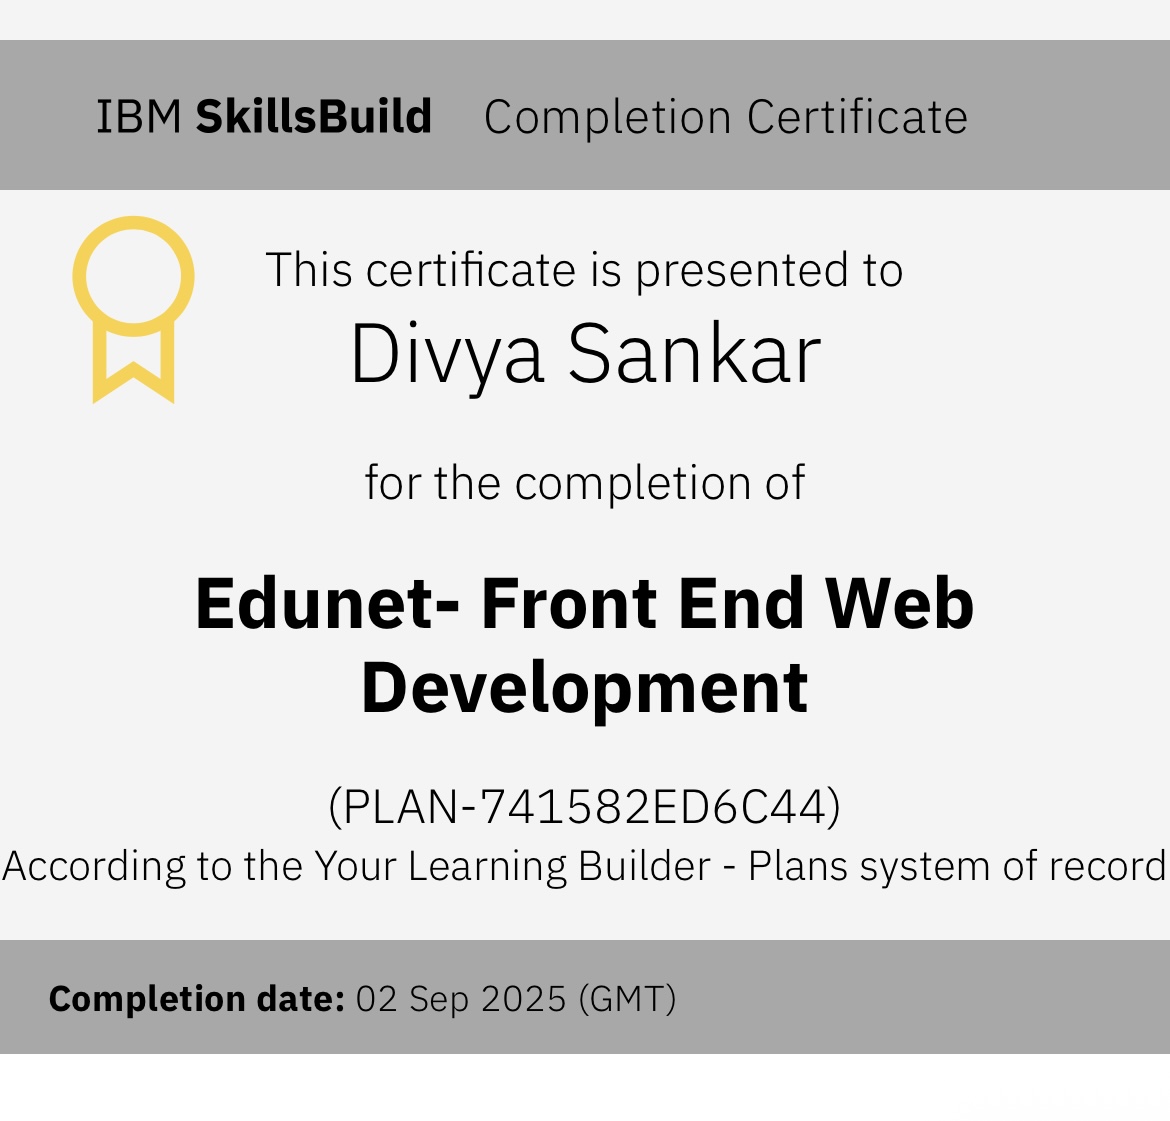 IBM SkillsBuild Completion Certificate
This certificate is presented to
Divya Sankar
for the completion of
Edunet- Front End Web
Development
(PLAN-741582ED6C44)
According to the Your Learning Builder - Plans system of record
Completion date: 02 Sep 2025 (GMT)